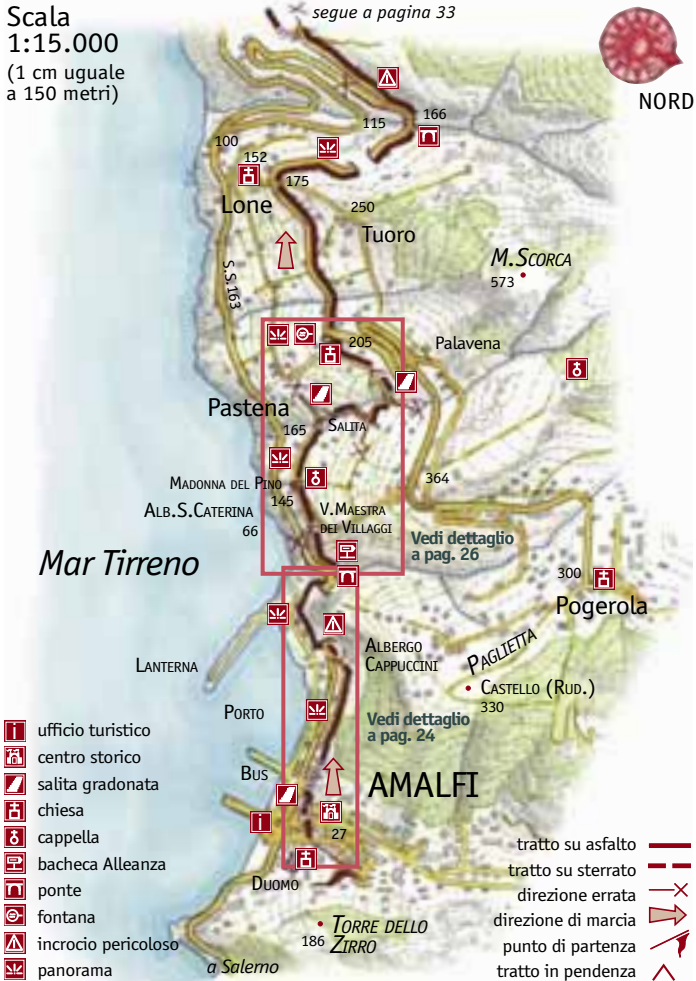 Scala
1:15.000
(1 cm uguale
a 150 metri)
segue a pagina 33
NORD
115
166
100
152
175
Lone
250
Tuoro
M.SCORCA
573
S.S.163
205
Palavena
Pastena
165
SALITA
MADONNA DEL PINO
145
364
ALB.S.CATERINA
66
V.MAESTRA
DEI VILLAGGI
Vedi dettaglio
a pag. 26
Mar Tirreno
300
Pogerola
ALBERGO
CAPPUCCINI
PAGLIETTA
LANTERNA
CASTELLO (RUD.)
330
PORTO
Vedi dettaglio
a pag. 24
BUS
AMALFI
27
DUOMO
TORRE DELLO
ZIRRO
186
a Salerno
i ufficio turistico
centro storico
salita gradonata
chiesa
cappella
bacheca Alleanza
ponte
fontana
incrocio pericoloso
panorama
tratto su asfalto
tratto su sterrato
direzione errata
direzione di marcia
punto di partenza
tratto in pendenza